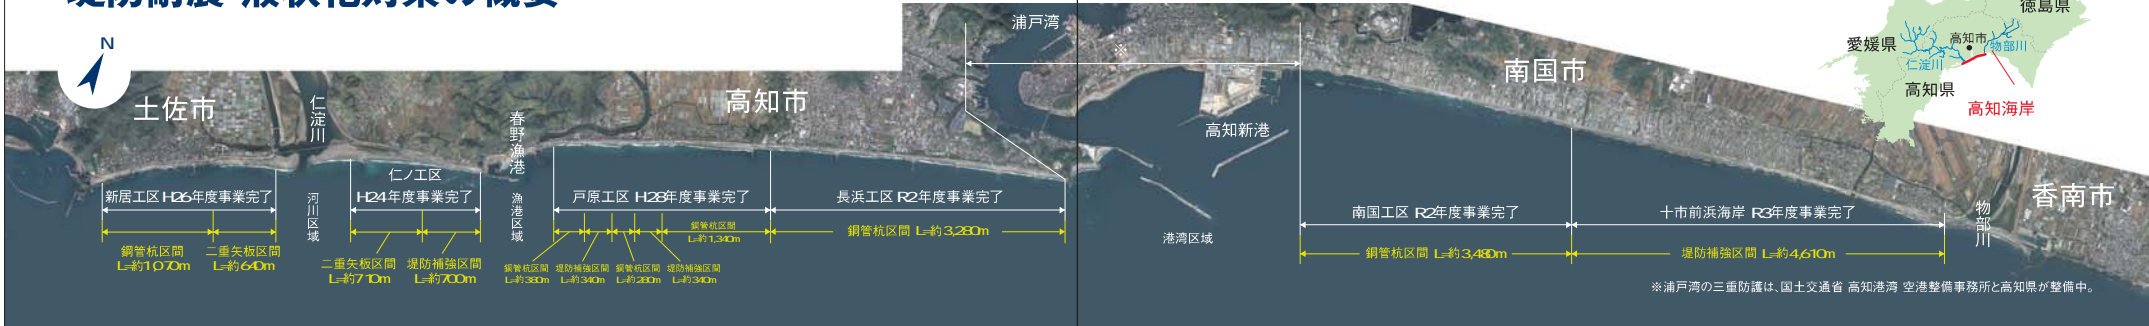 堤防耐震・液状化対策の概要
N
土佐市
仁淀川
春野漁港
高知市
浦戸湾
※
高知新港
南国市
香南市
物部川
徳島県
愛媛県
高知市
物部川
仁淀川
高知県
高知海岸
新居工区 H26年度事業完了
河川区域
仁ノ工区
H24年度事業完了
漁港区域
戸原工区 H28年度事業完了
長浜工区 R2年度事業完了
港湾区域
南国工区 R2年度事業完了
十市前浜海岸 R3年度事業完了
鋼管杭区間
L=約1,070m
二重矢板区間
L=約640m
二重矢板区間
L=約710m
堤防補強区間
L=約700m
鋼管杭区間
L=約380m
堤防補強区間
L=約340m
鋼管杭区間
L=約280m
堤防補強区間
L=約340m
鋼管杭区間
L=約1,340m
鋼管杭区間 L=約3,280m
鋼管杭区間 L=約3,480m
堤防補強区間 L=約4,610m
※浦戸湾の三重防護は、国土交通省 高知港湾 空港整備事務所と高知県が整備中。